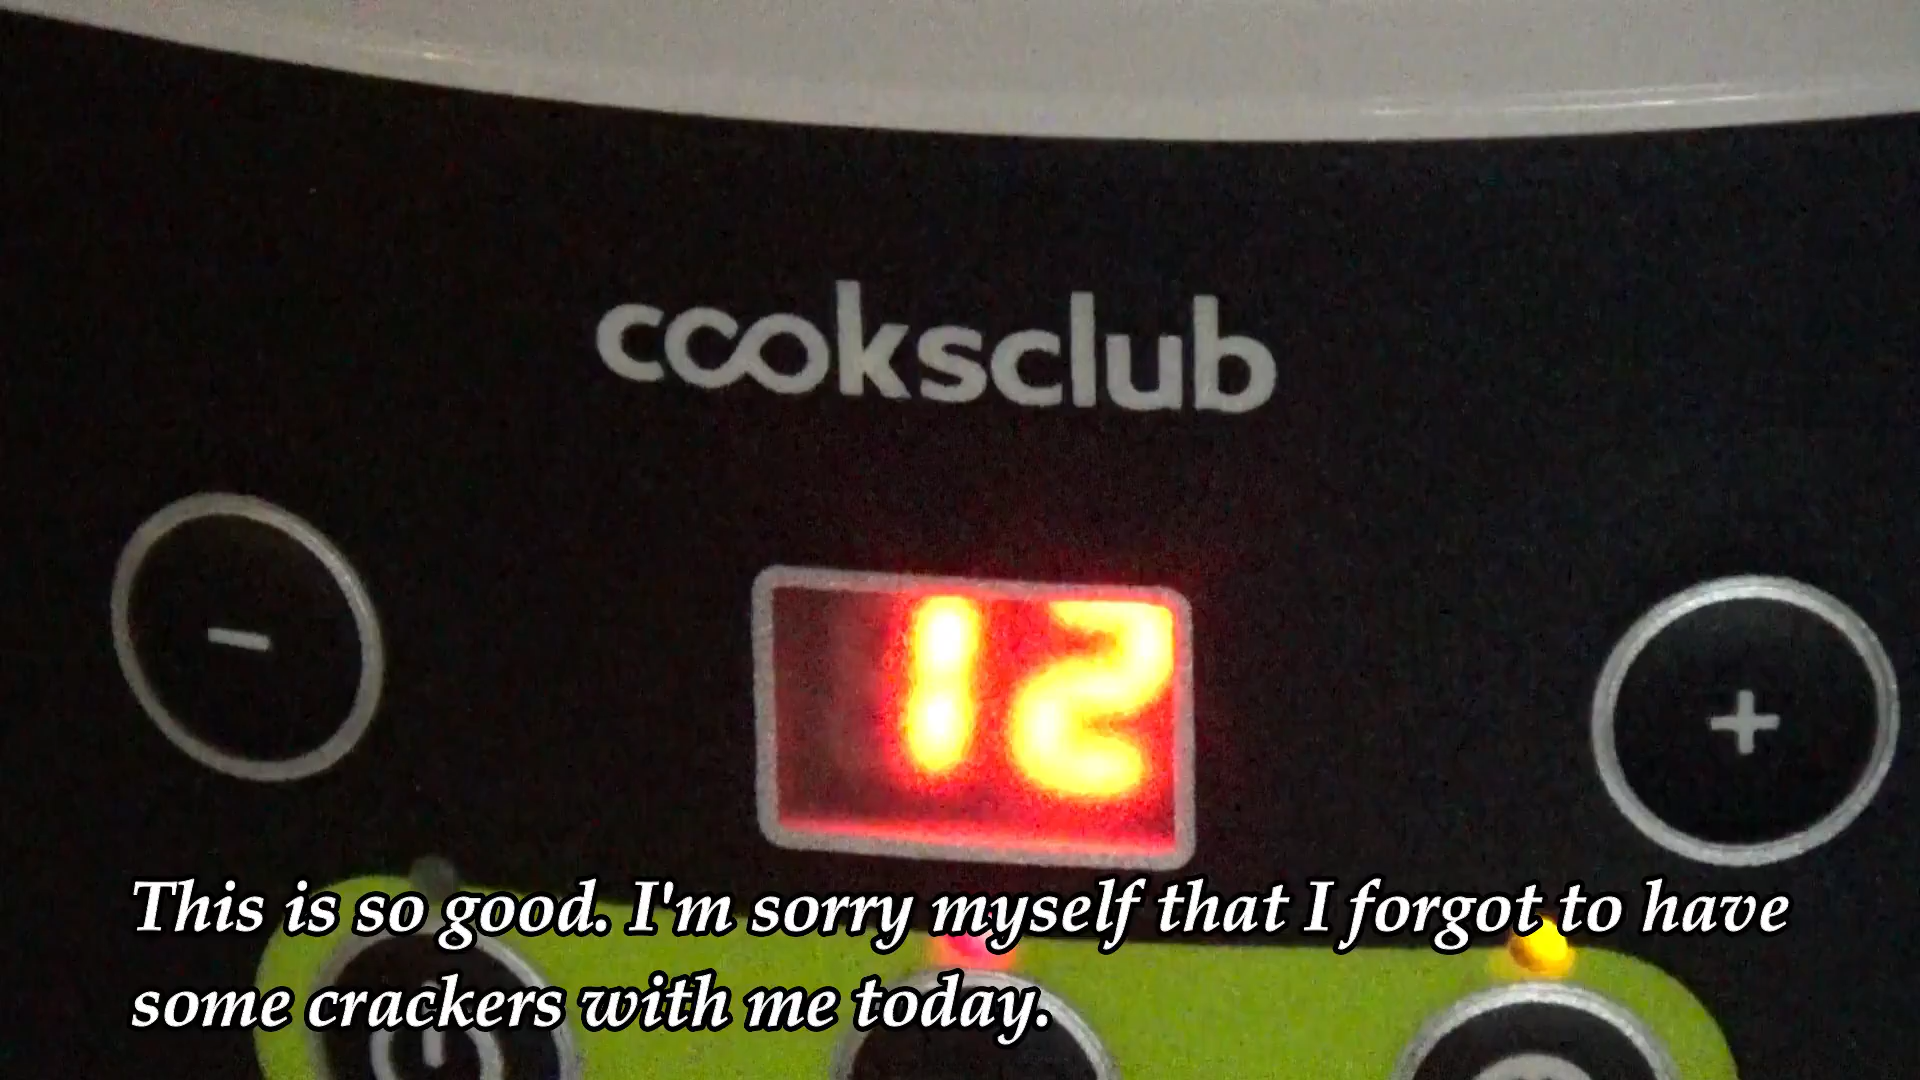 cooksclub
-
12
+
This is so good. I'm sorry myself that I forgot to have
some crackers with me today.